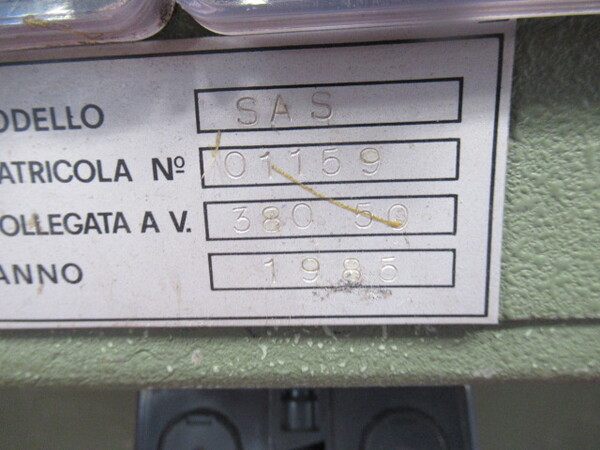 ODELLO SAS
ATRICOLA Nº 01159
OLLEGATA A V. 380 50
ANNO 1985